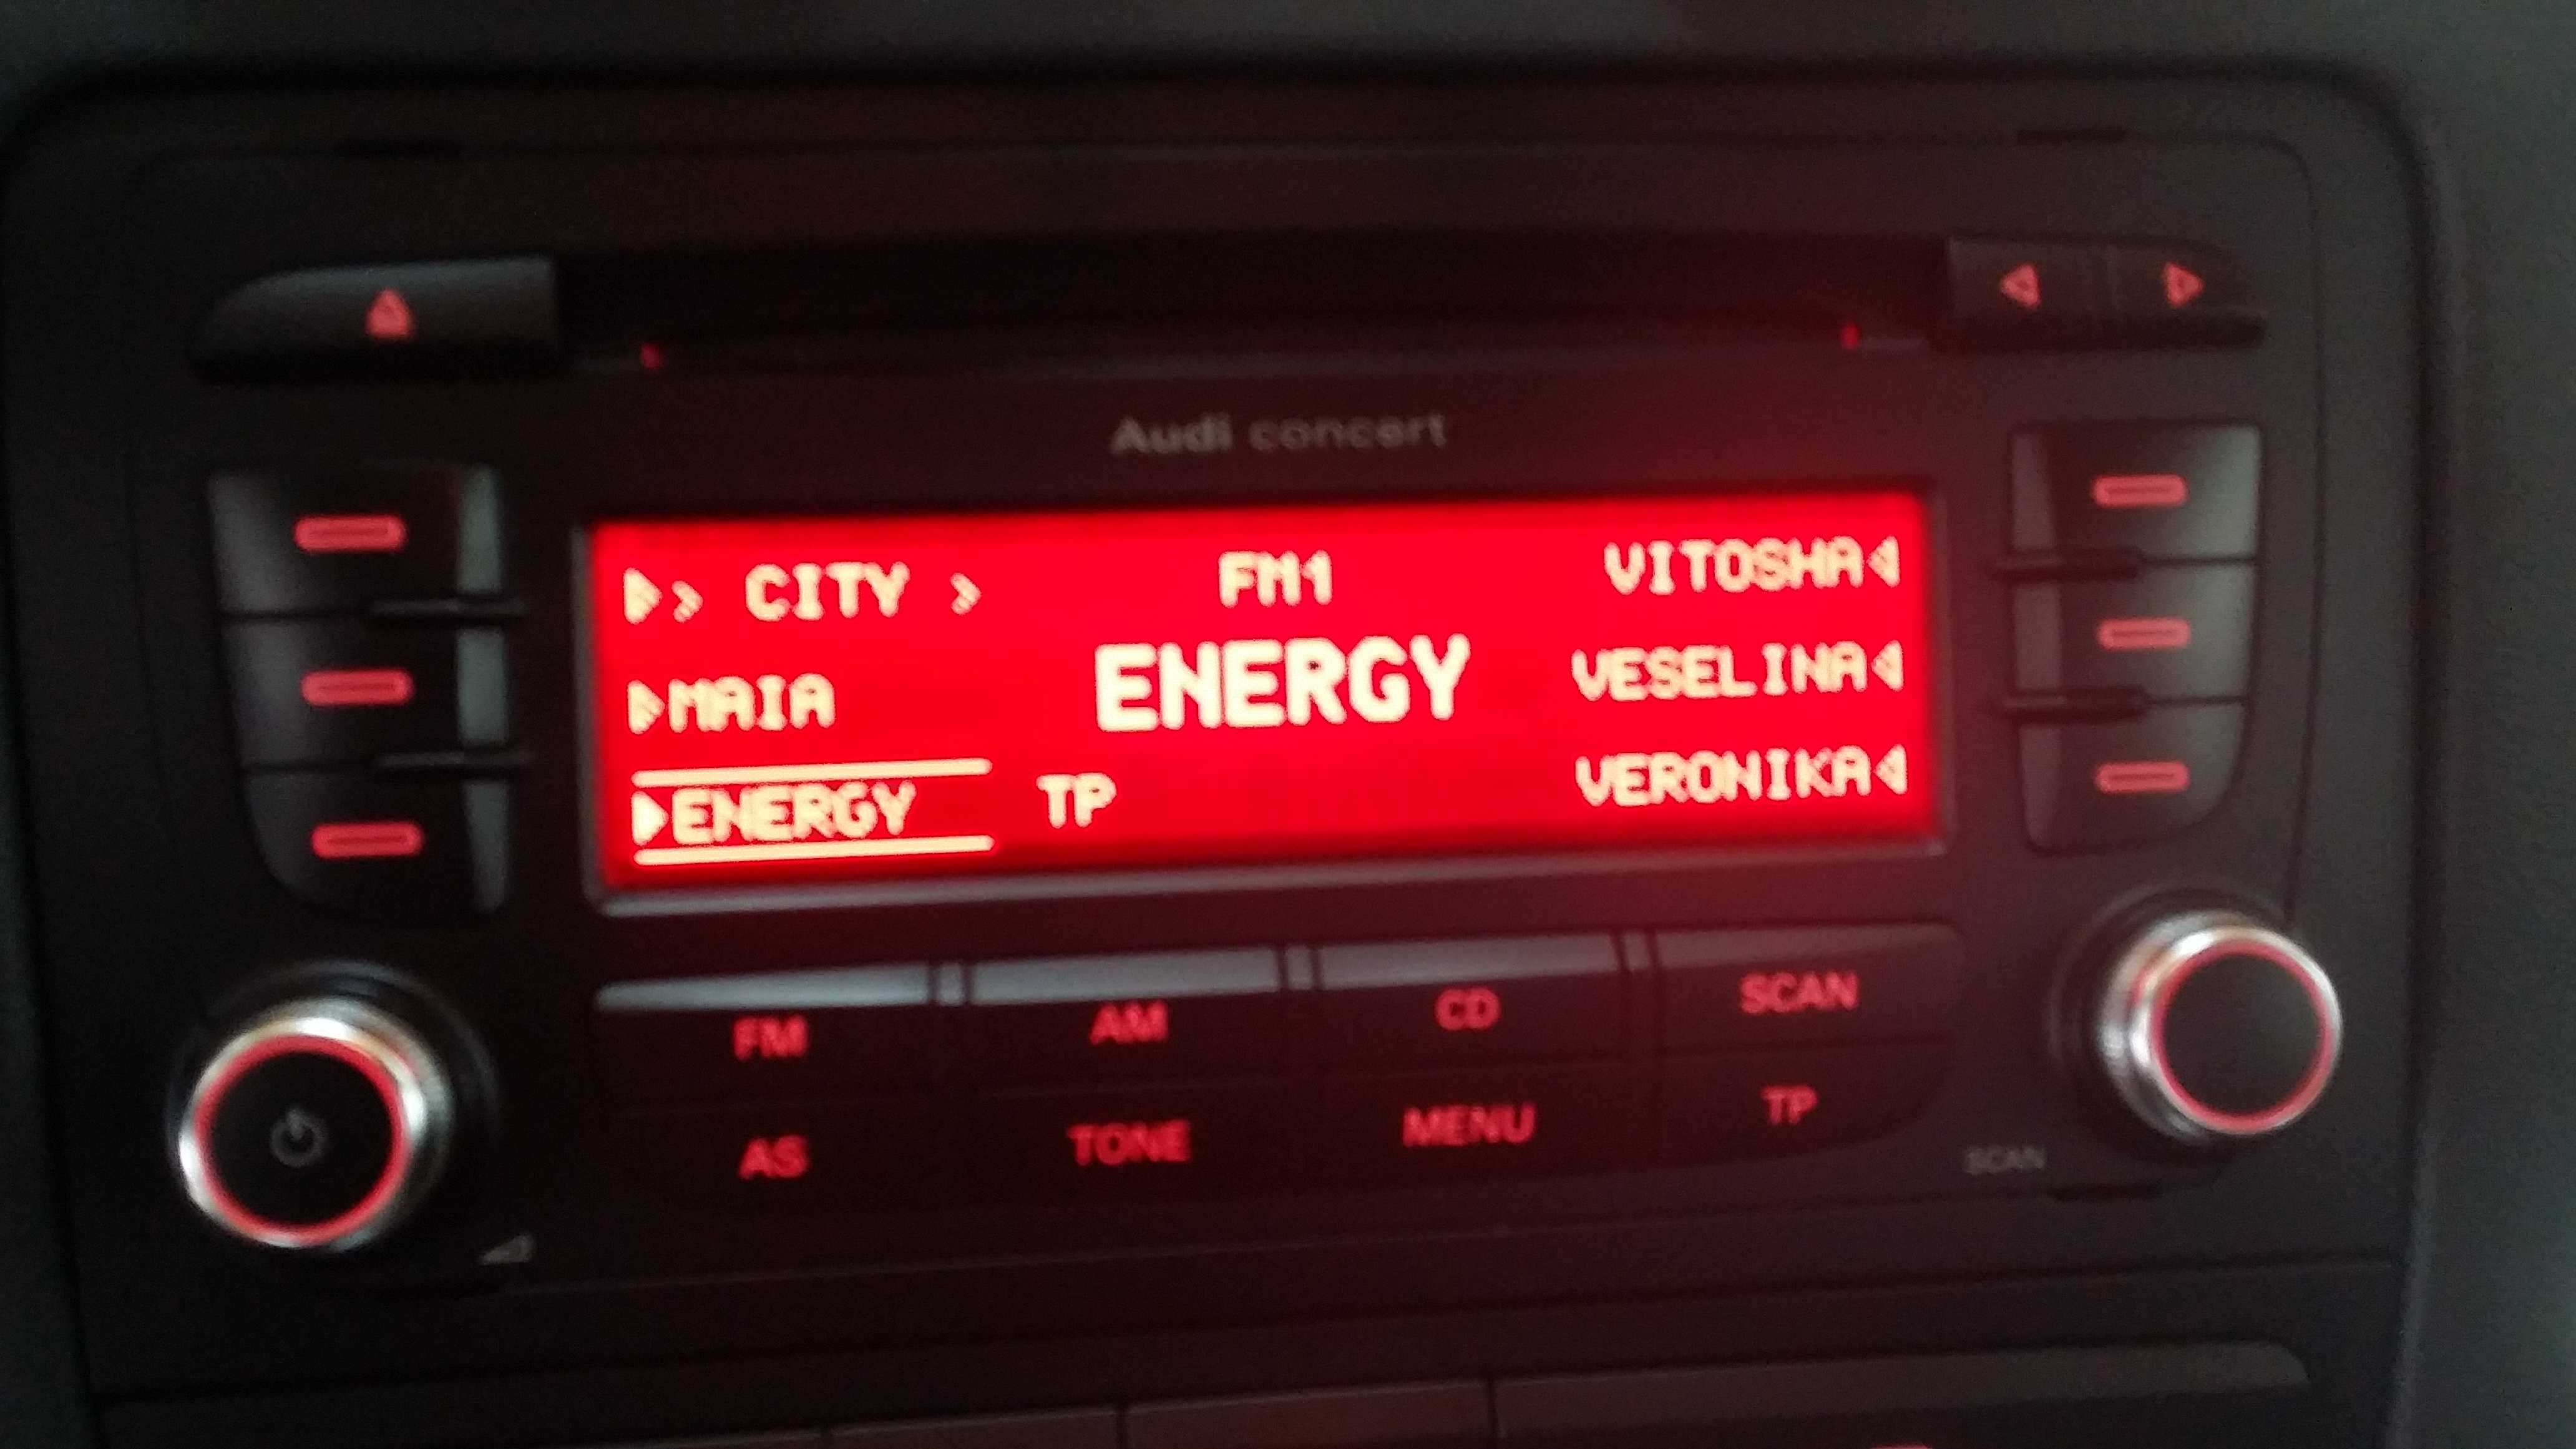 Audi concert
> CITY > FM1 VITOSHA
MAIA ENERGY VESELINA
ENERGY TP VERONIKA
FM AM CD SCAN
AS TONE MENU TP
SCAN